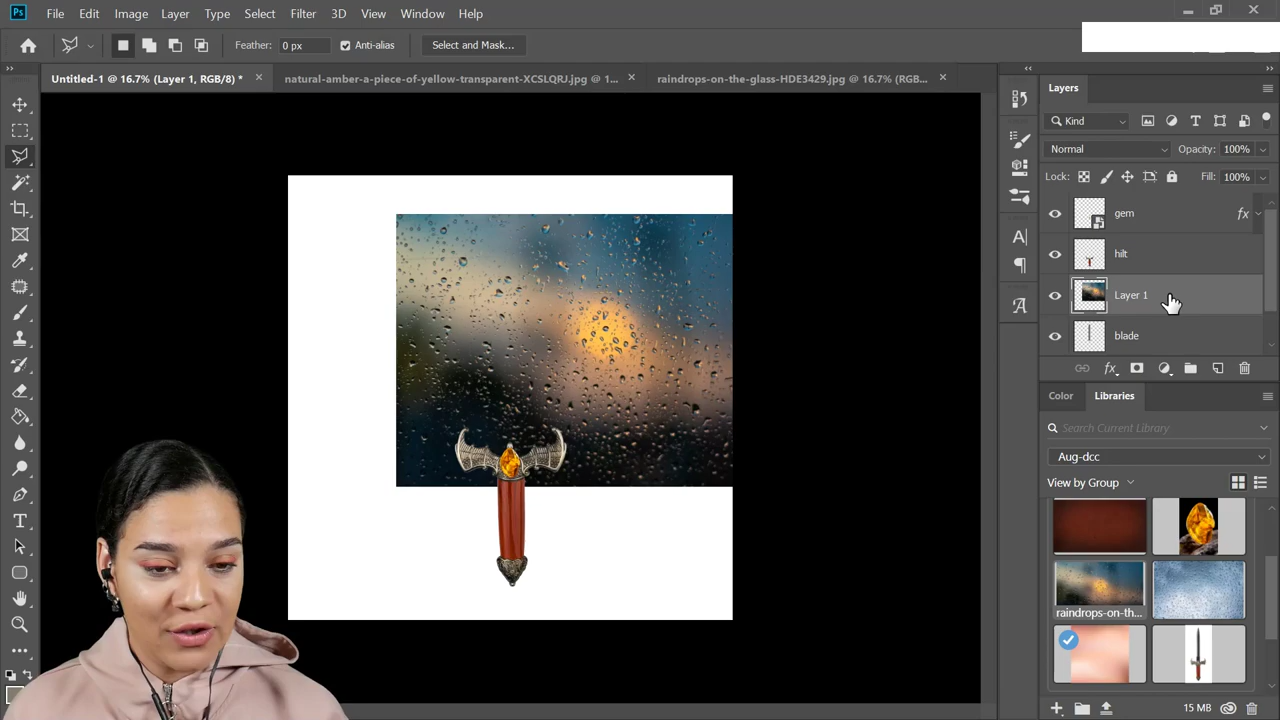 Ps File Edit Image Layer Type Select Filter 3D View Window Help
Feather: 0 px Anti-alias Select and Mask...
Untitled-1 @ 16.7% (Layer 1, RGB/8) * natural-amber-a-piece-of-yellow-transparent-XCSLQRJ.jpg @ 1... raindrops-on-the-glass-HDE3429.jpg @ 16.7% (RGB...
Layers
Kind
Normal Opacity: 100%
Lock: Fill: 100%
gem fx
hilt
Layer 1
blade
fx
Color Libraries
Search Current Library
Aug-dcc
View by Group
raindrops-on-th...
15 MB